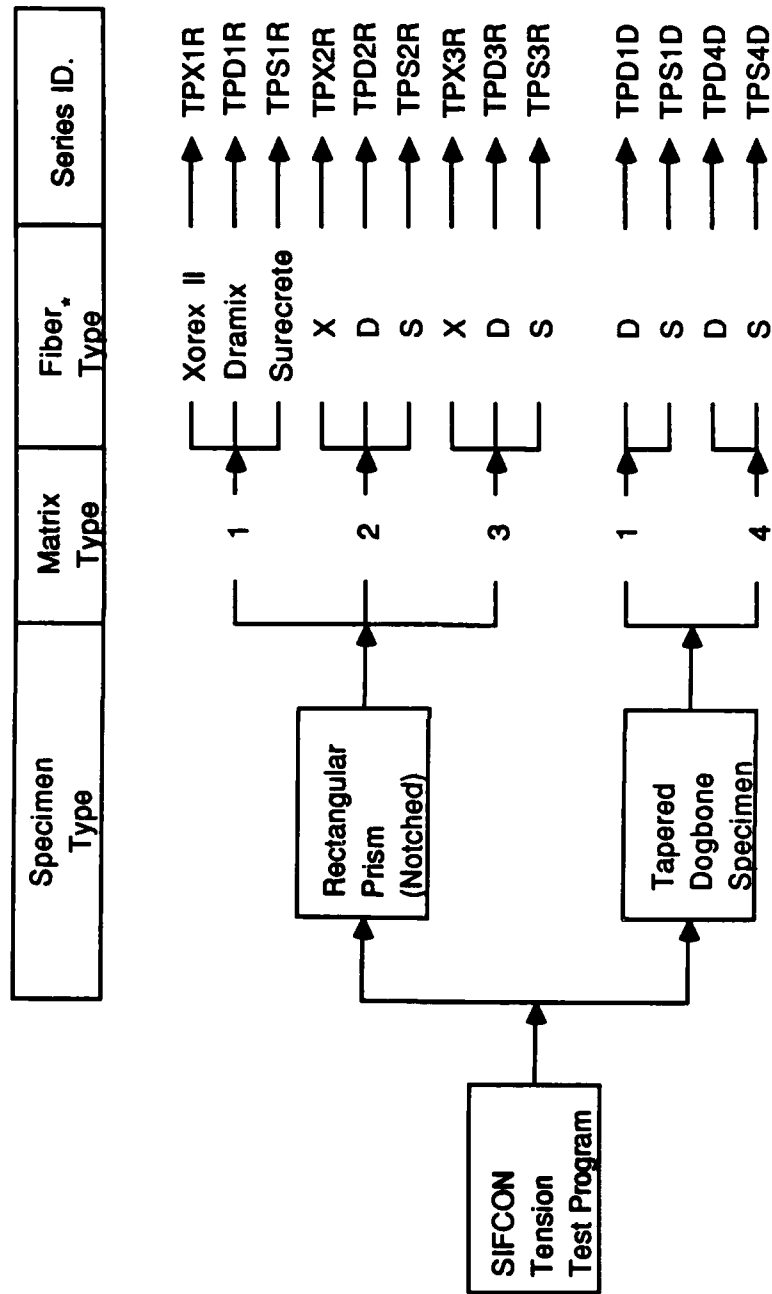 Specimen
Type
Matrix
Type
Fiber*
Type
Series ID.
SIFCON
Tension
Test Program
Rectangular
Prism
(Notched)
1
Xorex II
TPX1R
Dramix
TPD1R
Surecrete
TPS1R
2
X
TPX2R
D
TPD2R
S
TPS2R
3
X
TPX3R
D
TPD3R
S
TPS3R
Tapered
Dogbone
Specimen
1
D
TPD1D
S
TPS1D
4
D
TPD4D
S
TPS4D